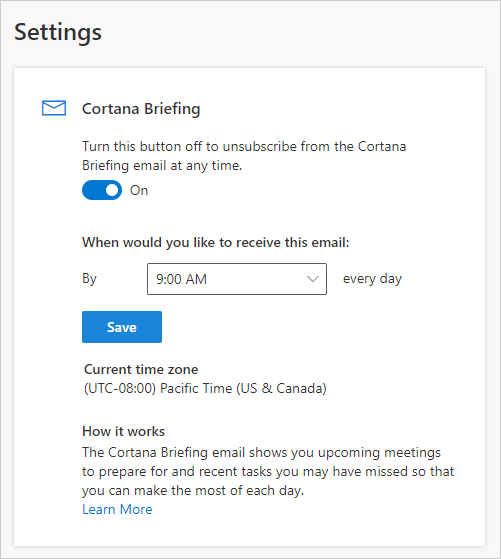 Settings
Cortana Briefing
Turn this button off to unsubscribe from the Cortana
Briefing email at any time.
On
When would you like to receive this email:
By 9:00 AM every day
Save
Current time zone
(UTC-08:00) Pacific Time (US & Canada)
How it works
The Cortana Briefing email shows you upcoming meetings
to prepare for and recent tasks you may have missed so that
you can make the most of each day.
Learn More